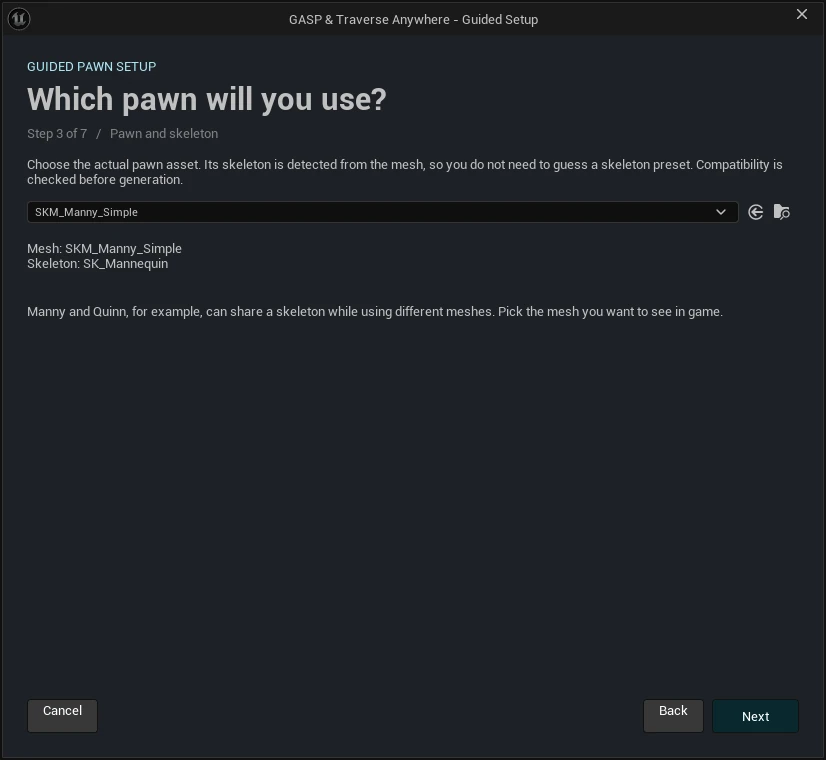 GASP & Traverse Anywhere - Guided Setup
GUIDED PAWN SETUP
Which pawn will you use?
Step 3 of 7 / Pawn and skeleton
Choose the actual pawn asset. Its skeleton is detected from the mesh, so you do not need to guess a skeleton preset. Compatibility is
checked before generation.
SKM_Manny_Simple
Mesh: SKM_Manny_Simple
Skeleton: SK_Mannequin
Manny and Quinn, for example, can share a skeleton while using different meshes. Pick the mesh you want to see in game.
Cancel
Back
Next